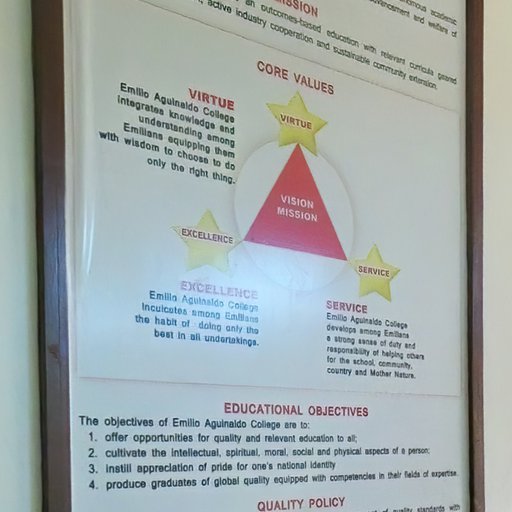 MISSION
an outcomes-based education with relevant curricula geared
active industry cooperation and sustainable community extension.
CORE VALUES
VIRTUE
Emilio Aguinaldo College
integrates knowledge and
understanding among
Emilians equipping them
with wisdom to choose to do
only the right thing.
VIRTUE
VISION
MISSION
EXCELLENCE
SERVICE
EXCELLENCE
Emilio Aguinaldo College
inculcates among Emilians
the habit of doing only the
best in all undertakings.
SERVICE
Emilio Aguinaldo College
develops among Emilians
a strong sense of duty and
responsibility of helping others
for the school, community,
country and Mother Nature.
EDUCATIONAL OBJECTIVES
The objectives of Emilio Aguinaldo College are to:
1. offer opportunities for quality and relevant education to all;
2. cultivate the intellectual, spiritual, moral, social and physical aspects of a person;
3. instill appreciation of pride for one's national identity
4. produce graduates of global quality equipped with competencies in their fields of expertise.
QUALITY POLICY
of quality standards with